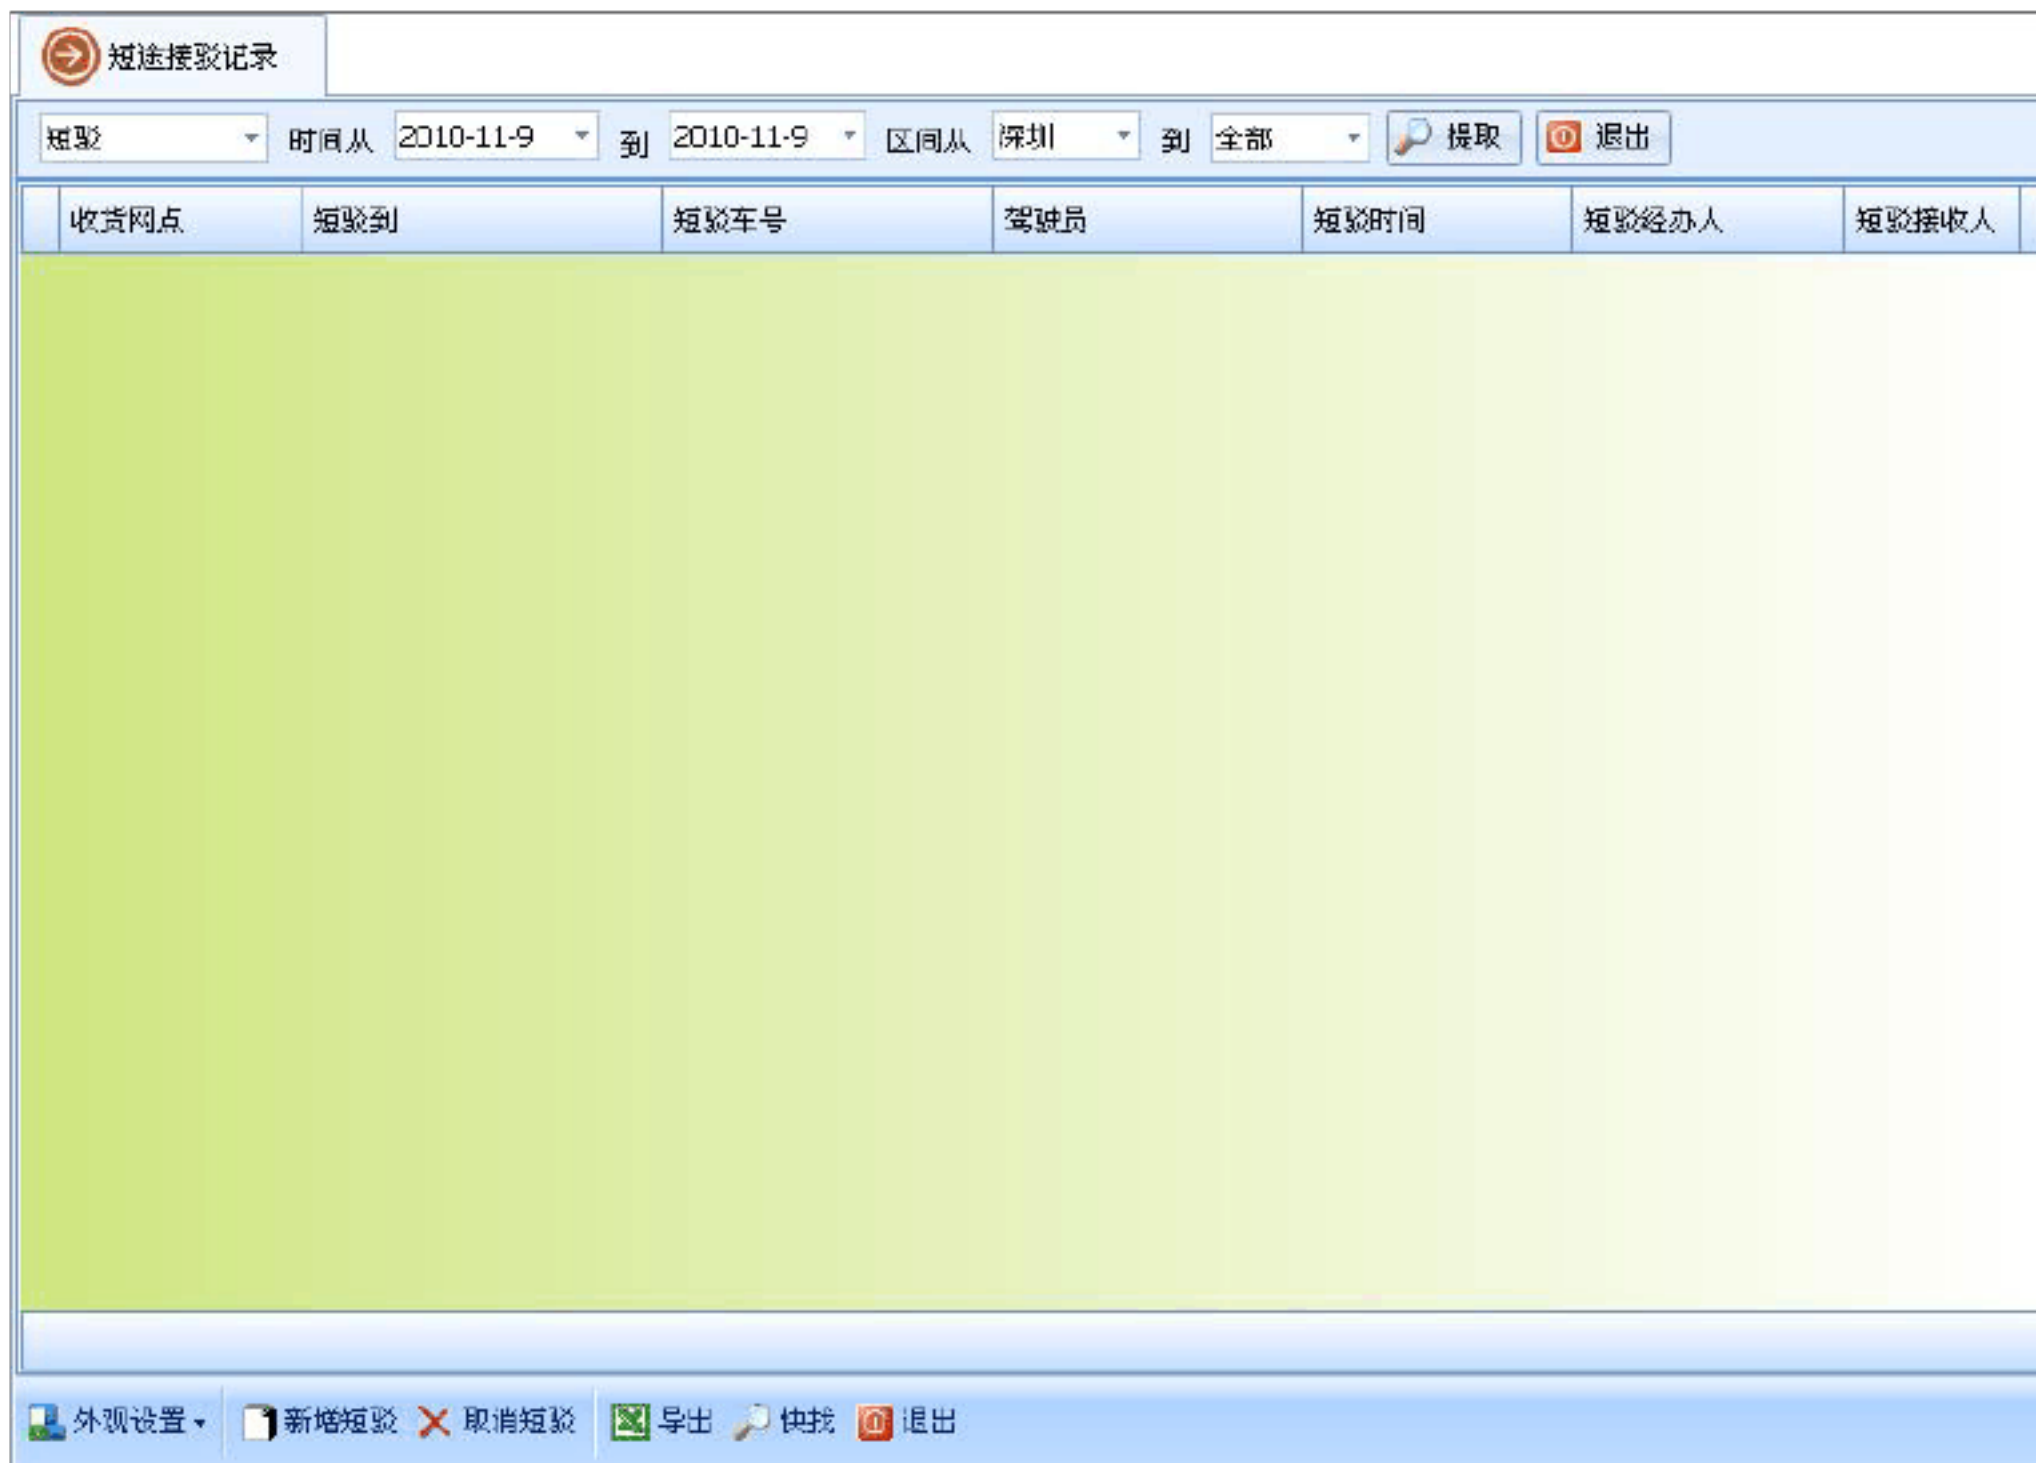 短途接驳记录
短驳 时间从 2010-11-9 到 2010-11-9 区间从 深圳 到 全部 提取 退出
收货网点 短驳到 短驳车号 驾驶员 短驳时间 短驳经办人 短驳接收人
外观设置 新增短驳 取消短驳 导出 快找 退出